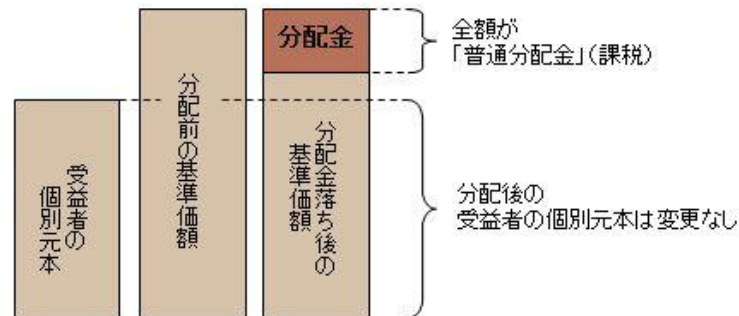 分配金
全額が
「普通分配金」(課税)
分配前の基準価額
受益者の
個別元本
分配金落ち後の
基準価額
分配後の
受益者の個別元本は変更なし